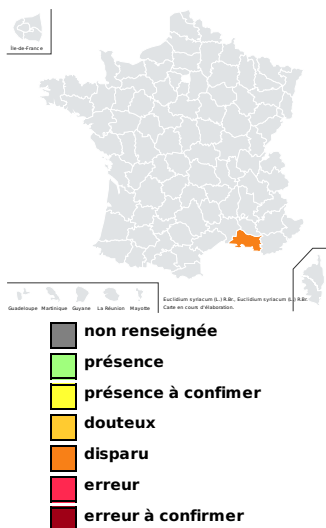 Île-de-France
Guadeloupe Martinique Guyane La Réunion Mayotte
Euclidium syriacum (L.) R.Br., Euclidium syriacum (L.) R.Br.
Carte en cours d'élaboration.
non renseignée
présence
présence à confimer
douteux
disparu
erreur
erreur à confirmer